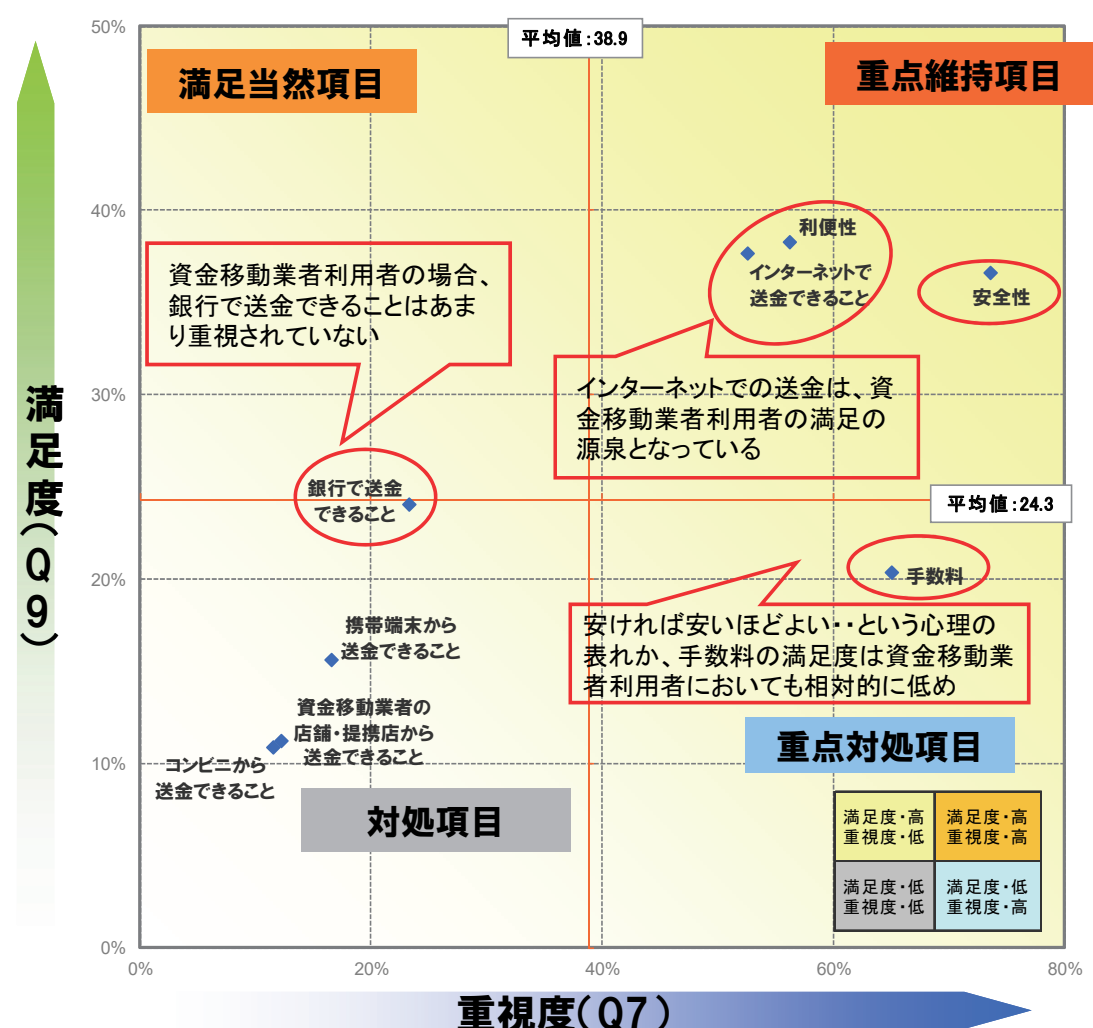 50%
平均値:38.9
満足当然項目
重点維持項目
40%
利便性
インターネットで
送金できること
安全性
資金移動業者利用者の場合、
銀行で送金できることはあま
り重視されていない
インターネットでの送金は、資
金移動業者利用者の満足の
源泉となっている
30%
満足度(Q9)
銀行で送金
できること
平均値:24.3
20%
手数料
安ければ安いほどよい・・という心理の
表れか、手数料の満足度は資金移動業
者利用者においても相対的に低め
携帯端末から
送金できること
資金移動業者の
店舗・提携店から
送金できること
コンビニから
送金できること
10%
重点対処項目
対処項目
満足度・高
重視度・低
満足度・高
重視度・高
満足度・低
重視度・低
満足度・低
重視度・高
0%
0%
20%
40%
60%
80%
重視度(Q7)